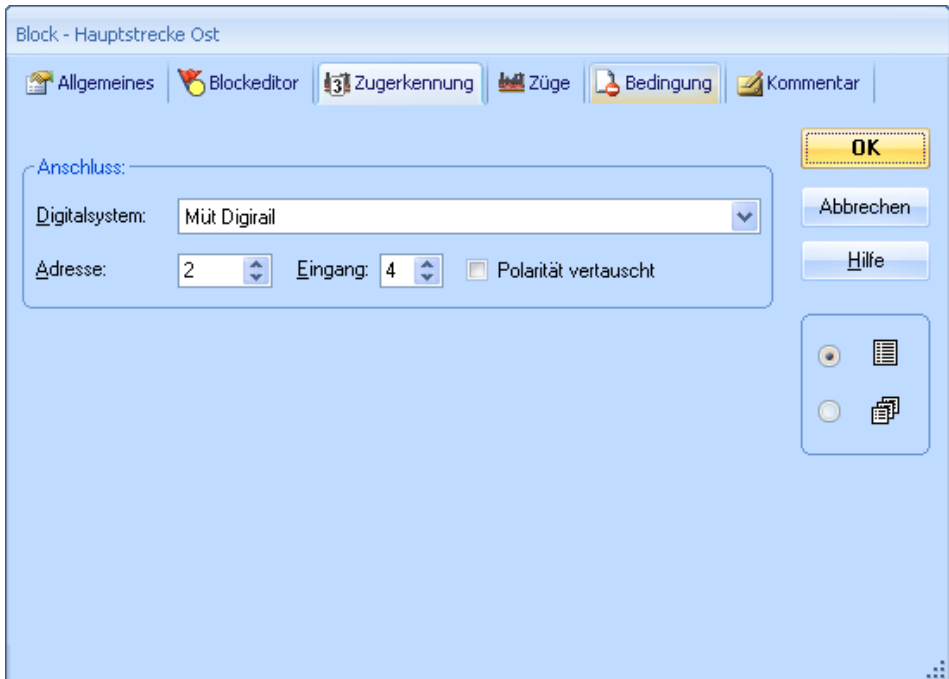 Block - Hauptstrecke Ost
Allgemeines Blockeditor 3 Zugerkennung Züge Bedingung Kommentar
Anschluss:
OK
Digitalsystem: Müt Digirail
Abbrechen
Adresse: 2 Eingang: 4 Polarität vertauscht
Hilfe